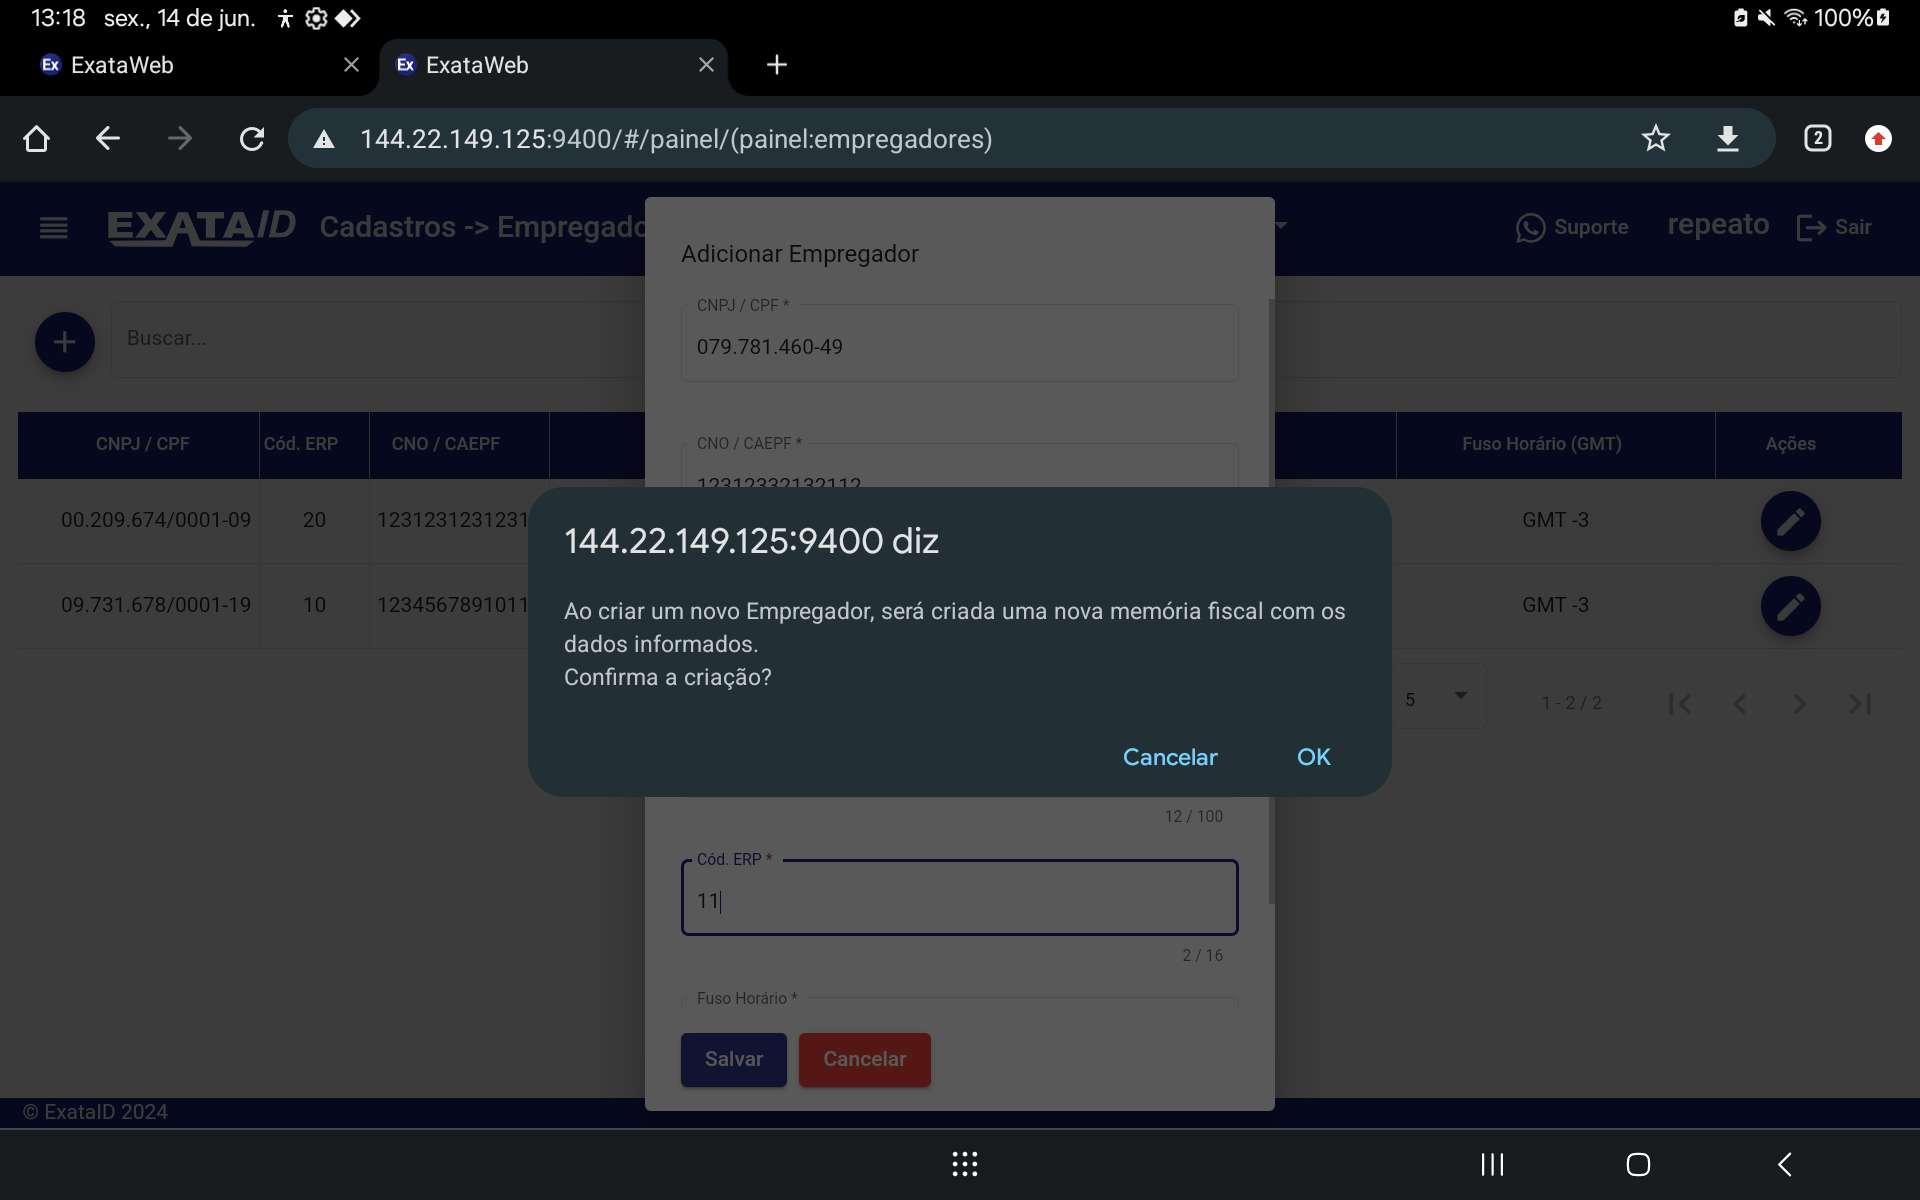 13:18 sex., 14 de jun. 100%
Ex ExataWeb
Ex ExataWeb
144.22.149.125:9400/#/painel/(painel:empregadores)
2
EXATAID Cadastros -> Empregado
Suporte repeato Sair
Adicionar Empregador
CNPJ / CPF *
079.781.460-49
Buscar...
CNO / CAEPF *
12312332132112
CNPJ / CPF Cód. ERP CNO / CAEPF Fuso Horário (GMT) Ações
00.209.674/0001-09 20 1231231231231 GMT -3
09.731.678/0001-19 10 1234567891011 GMT -3
144.22.149.125:9400 diz
Ao criar um novo Empregador, será criada uma nova memória fiscal com os
dados informados.
Confirma a criação?
Cancelar OK
5 1 - 2 / 2
12 / 100
Cód. ERP *
11
2 / 16
Fuso Horário *
Salvar Cancelar
© ExataID 2024